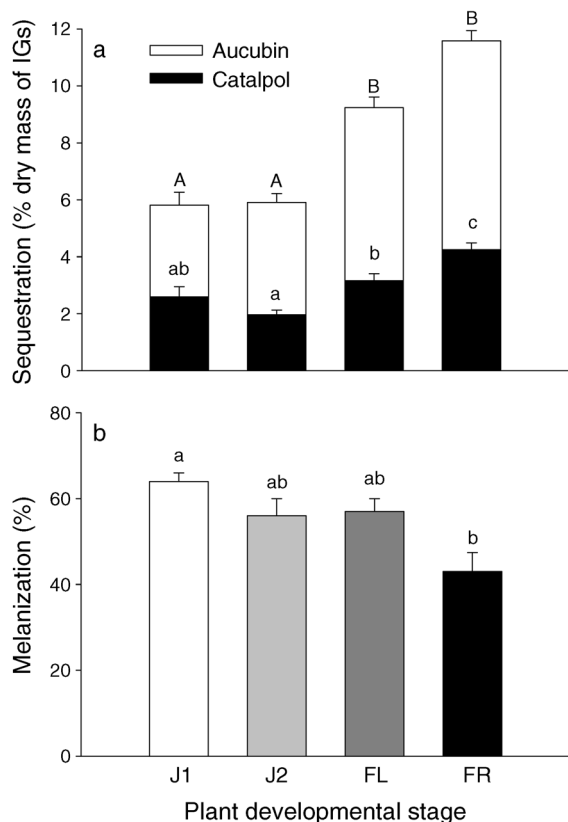 a
Aucubin
Catalpol
Sequestration (% dry mass of IGs)
12
10
8
6
4
2
0
A
A
B
B
ab
a
b
c
b
Melanization (%)
80
60
40
20
0
a
ab
ab
b
J1
J2
FL
FR
Plant developmental stage